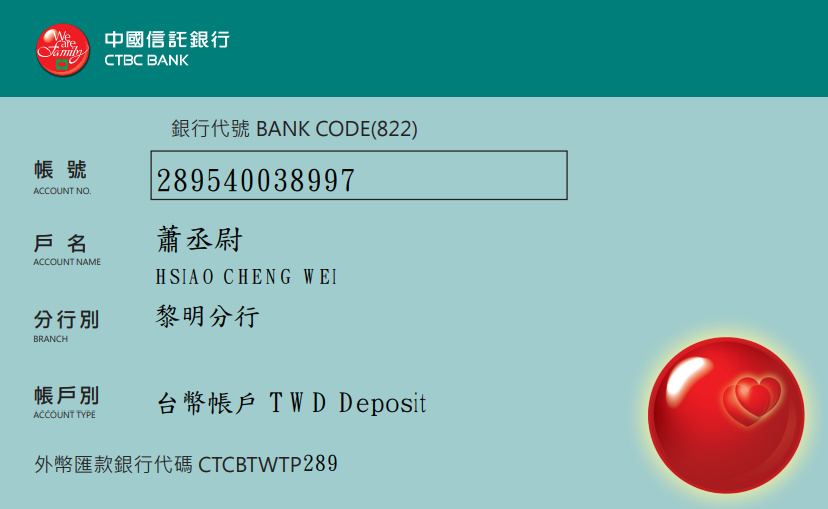 We are Family
中國信託銀行
CTBC BANK
銀行代號 BANK CODE(822)
帳 號 289540038997
ACCOUNT NO.
戶 名 蕭丞尉
ACCOUNT NAME
HSIAO CHENG WEI
分行別 黎明分行
BRANCH
帳戶別 台幣帳戶 TWD Deposit
ACCOUNT TYPE
外幣匯款銀行代碼 CTCBTWTP289